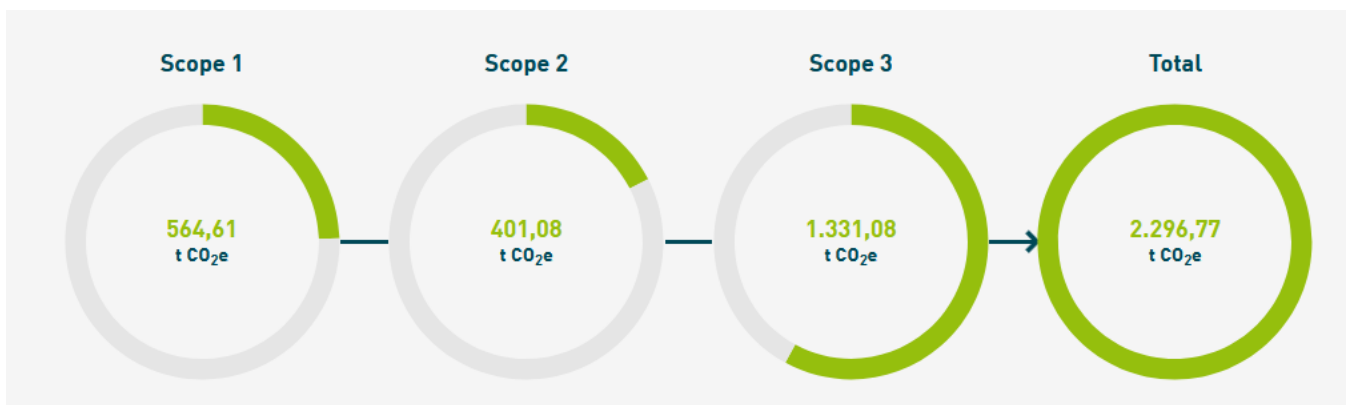 Scope 1
564,61
t CO₂e
Scope 2
401,08
t CO₂e
Scope 3
1.331,08
t CO₂e
Total
2.296,77
t CO₂e